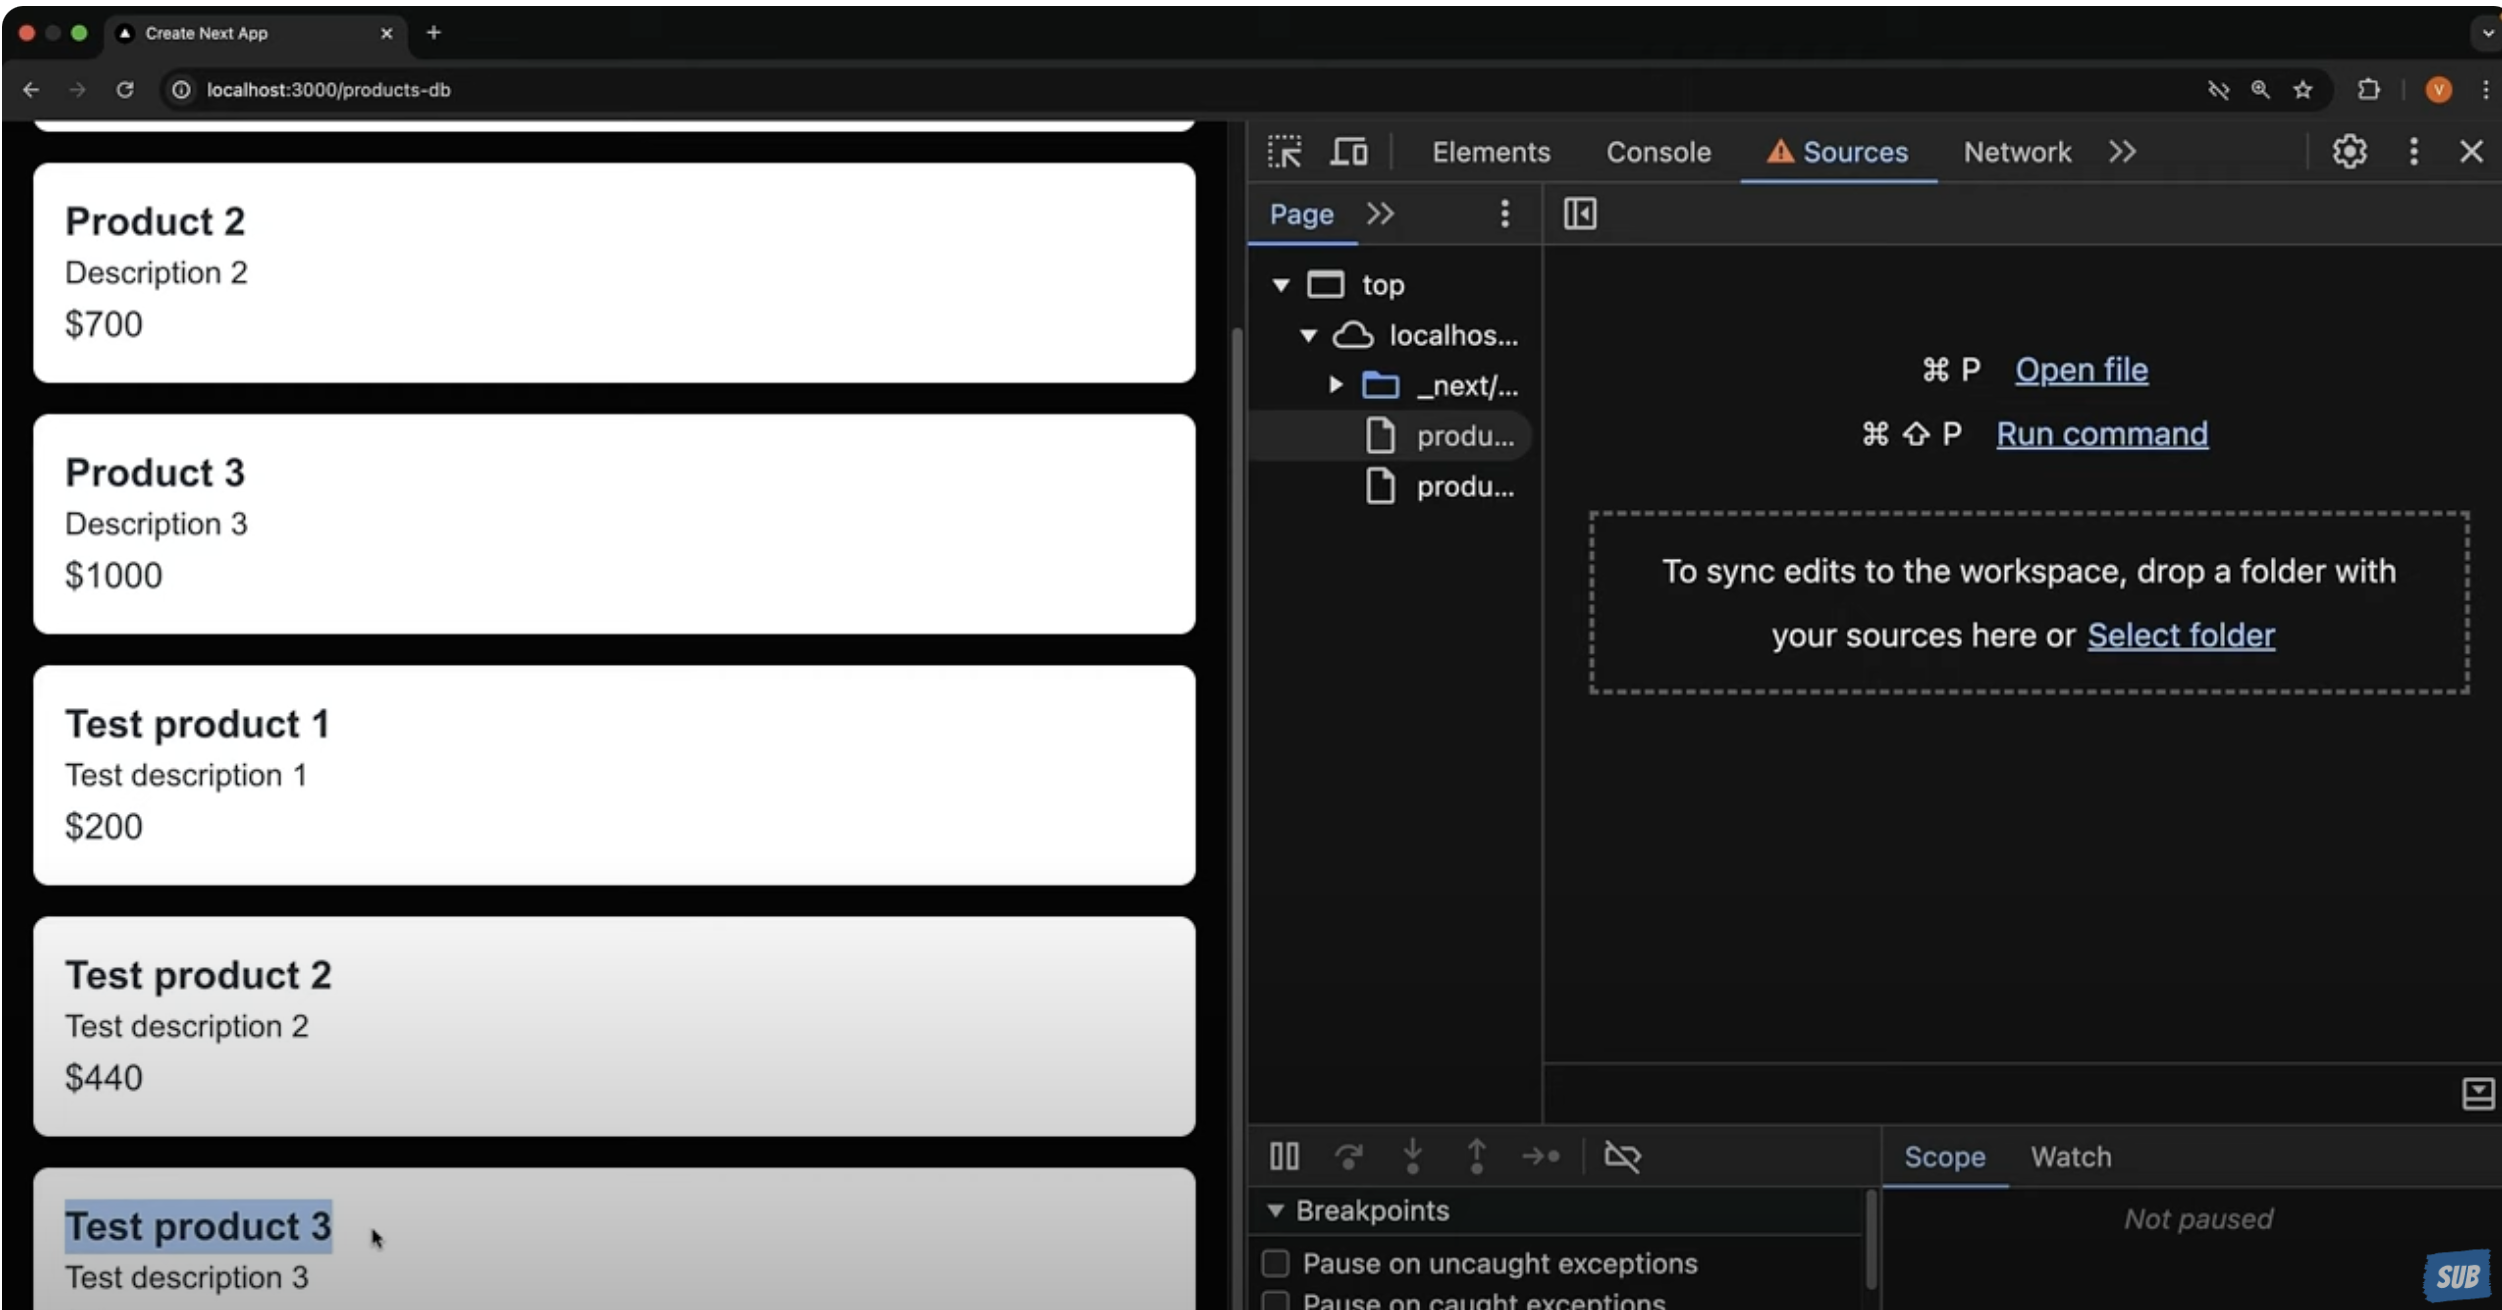 Create Next App
localhost:3000/products-db
V
Product 2
Description 2
$700
Product 3
Description 3
$1000
Test product 1
Test description 1
$200
Test product 2
Test description 2
$440
Test product 3
Test description 3
Elements Console Sources Network
Page
top
localhos...
_next/...
produ...
produ...
⌘ P Open file
⌘ ⇧ P Run command
To sync edits to the workspace, drop a folder with
your sources here or Select folder
Scope Watch
Breakpoints
Not paused
Pause on uncaught exceptions
Pause on caught exceptions
SUB